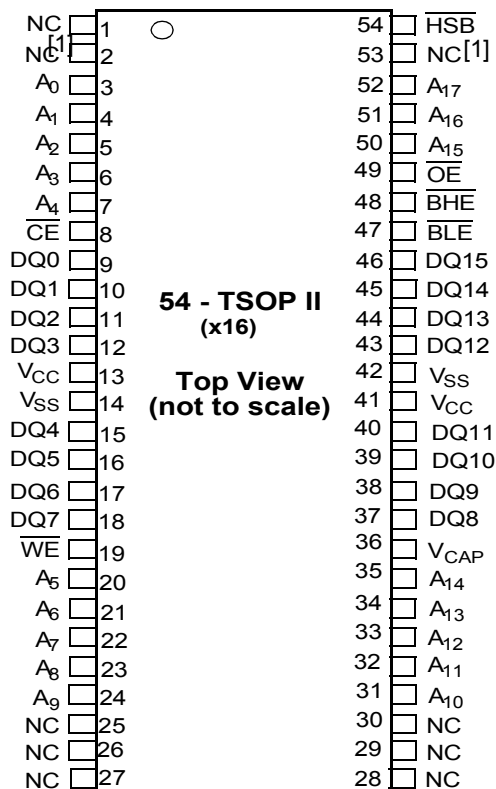 NC 1 54 HSB
NC[1] 2 53 NC[1]
A0 3 52 A17
A1 4 51 A16
A2 5 50 A15
A3 6 49 OE
A4 7 48 BHE
CE 8 47 BLE
DQ0 9 46 DQ15
DQ1 10 45 DQ14
DQ2 11 44 DQ13
DQ3 12 43 DQ12
VCC 13 42 VSS
VSS 14 41 VCC
DQ4 15 40 DQ11
DQ5 16 39 DQ10
DQ6 17 38 DQ9
DQ7 18 37 DQ8
WE 19 36 VCAP
A5 20 35 A14
A6 21 34 A13
A7 22 33 A12
A8 23 32 A11
A9 24 31 A10
NC 25 30 NC
NC 26 29 NC
NC 27 28 NC
54 - TSOP II
(x16)
Top View
(not to scale)